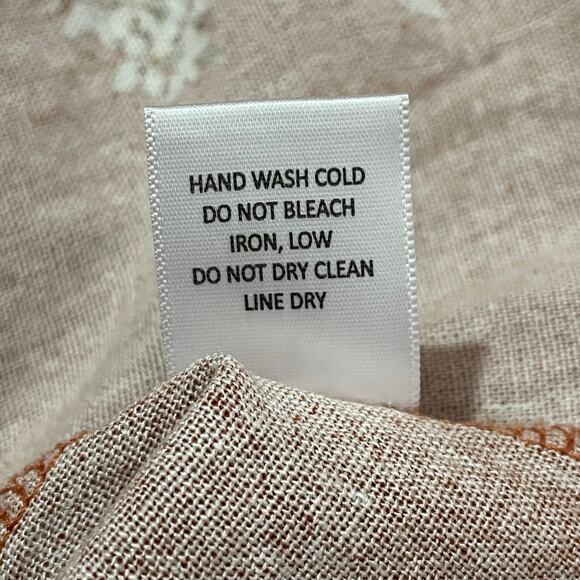 HAND WASH COLD
DO NOT BLEACH
IRON, LOW
DO NOT DRY CLEAN
LINE DRY